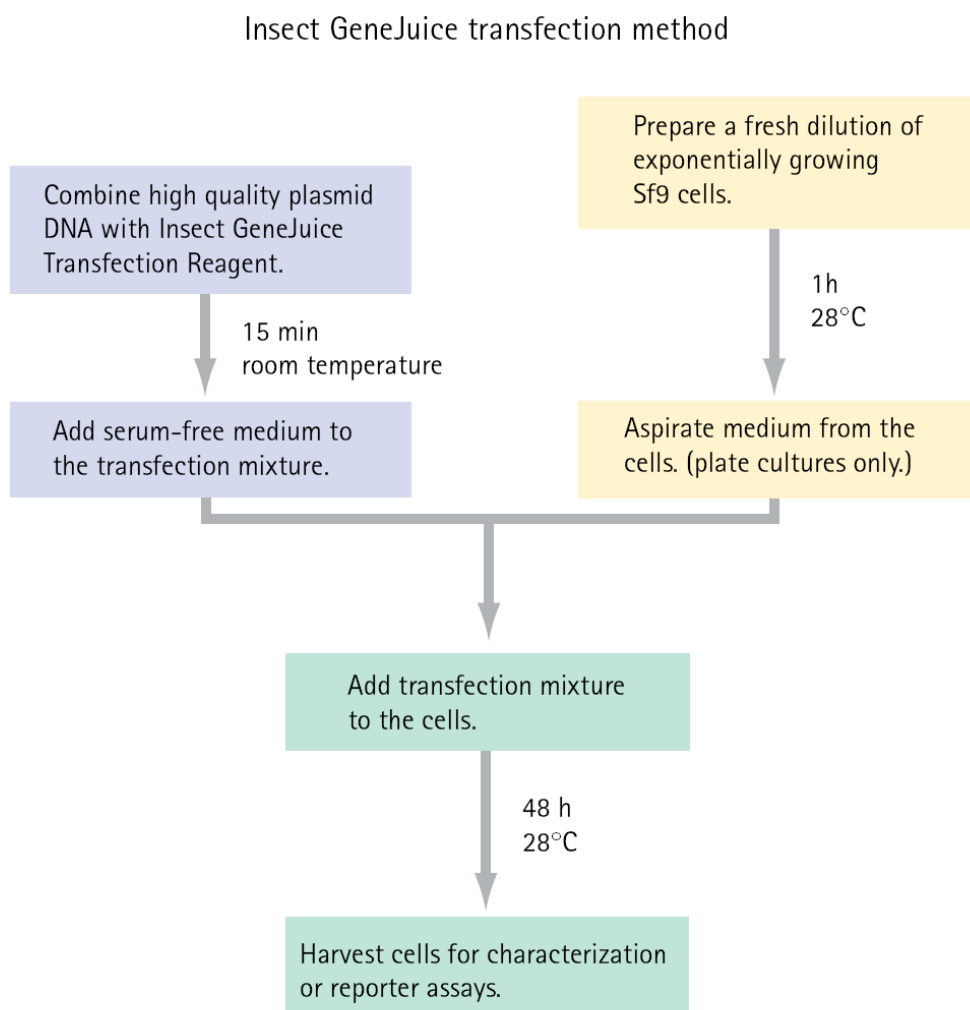 Insect GeneJuice transfection method
Combine high quality plasmid
DNA with Insect GeneJuice
Transfection Reagent.
15 min
room temperature
Add serum-free medium to
the transfection mixture.
Prepare a fresh dilution of
exponentially growing
Sf9 cells.
1h
28°C
Aspirate medium from the
cells. (plate cultures only.)
Add transfection mixture
to the cells.
48 h
28°C
Harvest cells for characterization
or reporter assays.